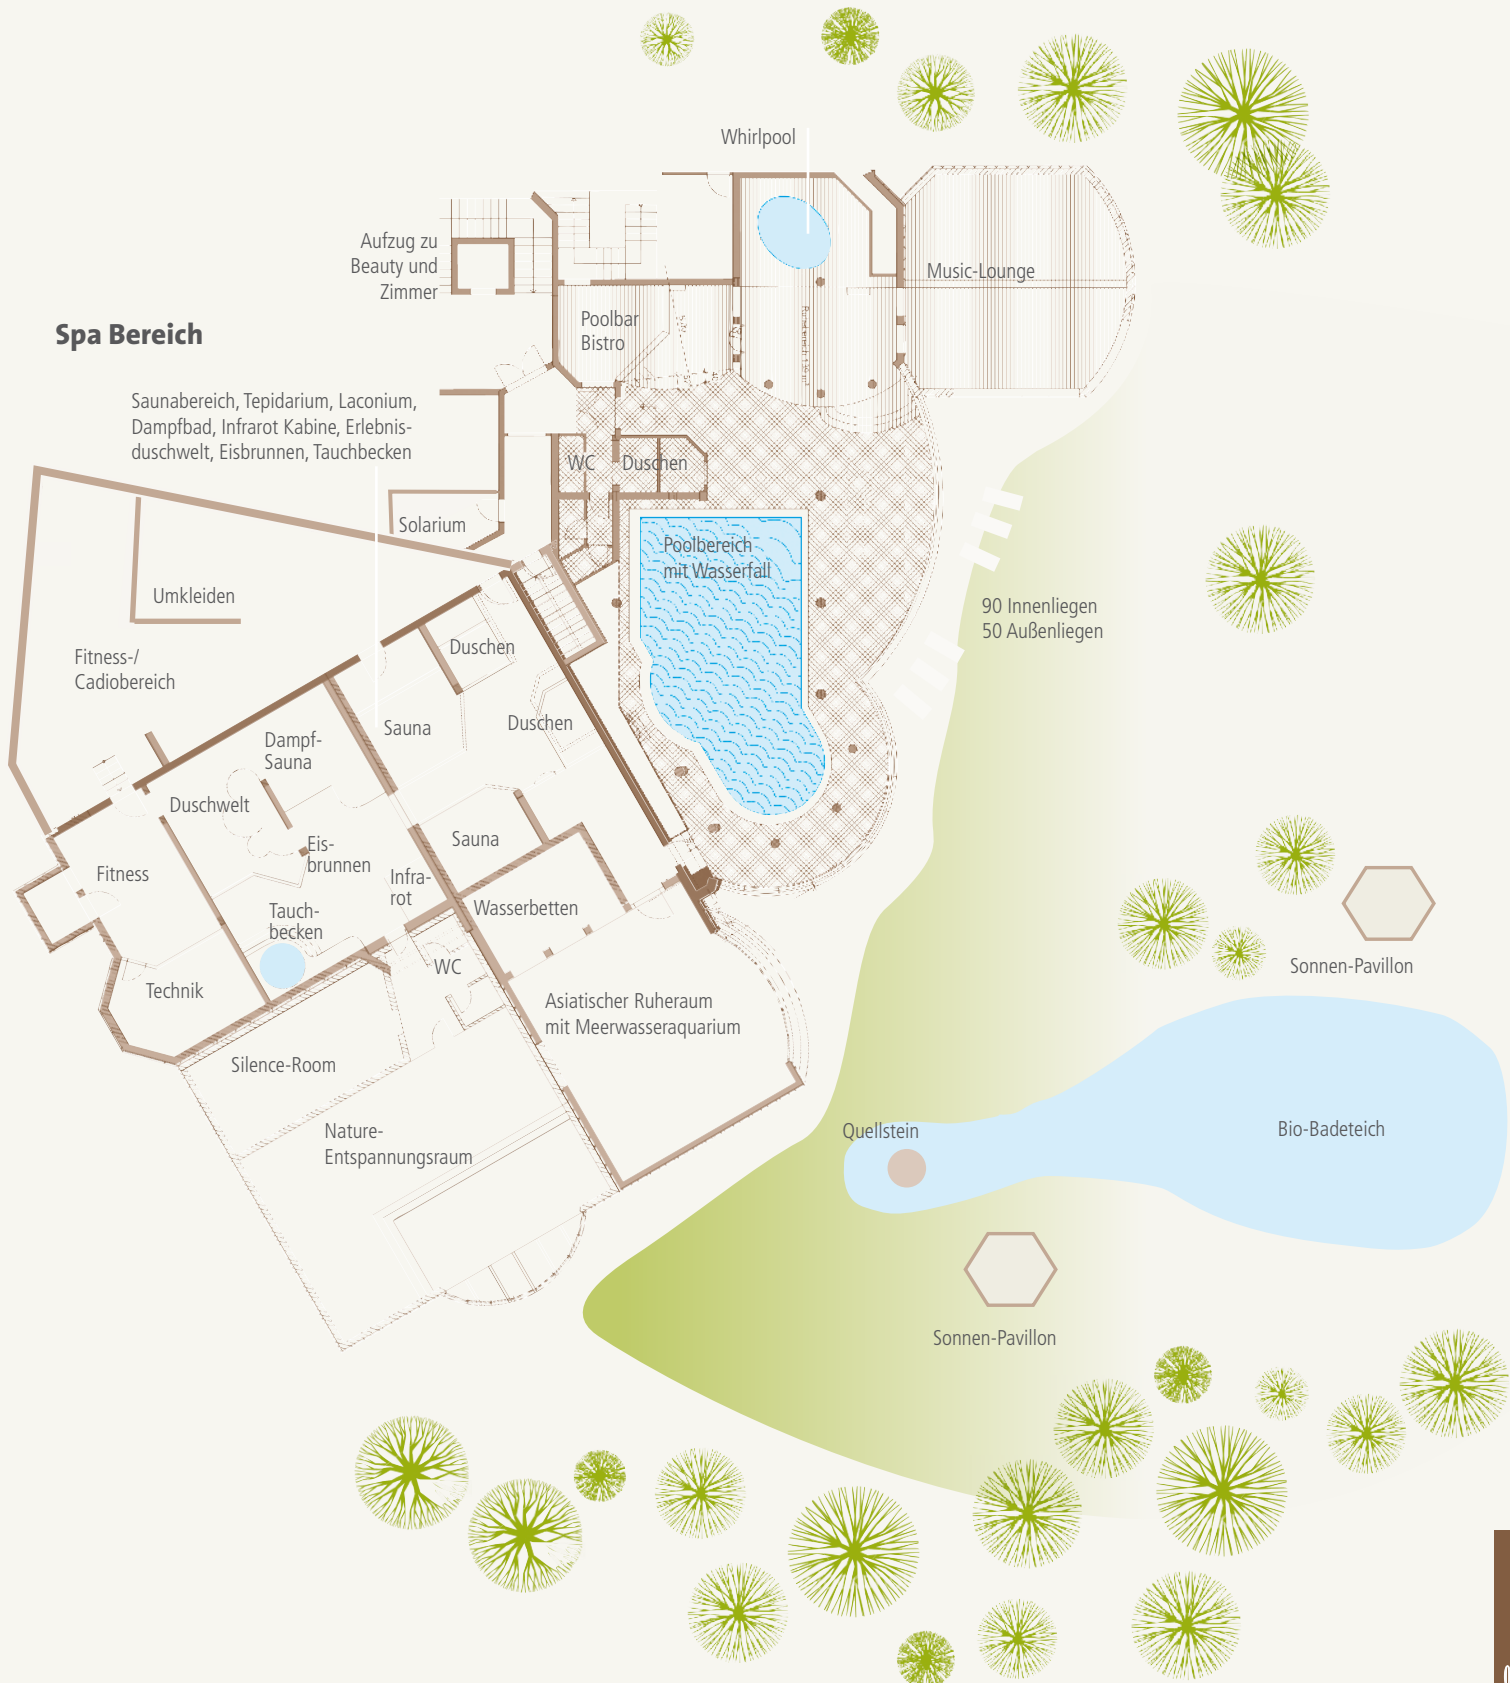 Whirlpool
Aufzug zu
Beauty und
Zimmer
Music-Lounge
Poolbar
Bistro
Spa Bereich
Saunabereich, Tepidarium, Laconium,
Dampfbad, Infrarot Kabine, Erlebnis-
duschwelt, Eisbrunnen, Tauchbecken
WC
Duschen
Solarium
Poolbereich
mit Wasserfall
Umkleiden
90 Innenliegen
50 Außenliegen
Fitness-/
Cadiobereich
Duschen
Sauna
Duschen
Dampf-
Sauna
Duschwelt
Sauna
Eis-
brunnen
Fitness
Infra-
rot
Wasserbetten
Tauch-
becken
WC
Technik
Sonnen-Pavillon
Asiatischer Ruheraum
mit Meerwasseraquarium
Silence-Room
Nature-
Entspannungsraum
Quellstein
Bio-Badeteich
Sonnen-Pavillon